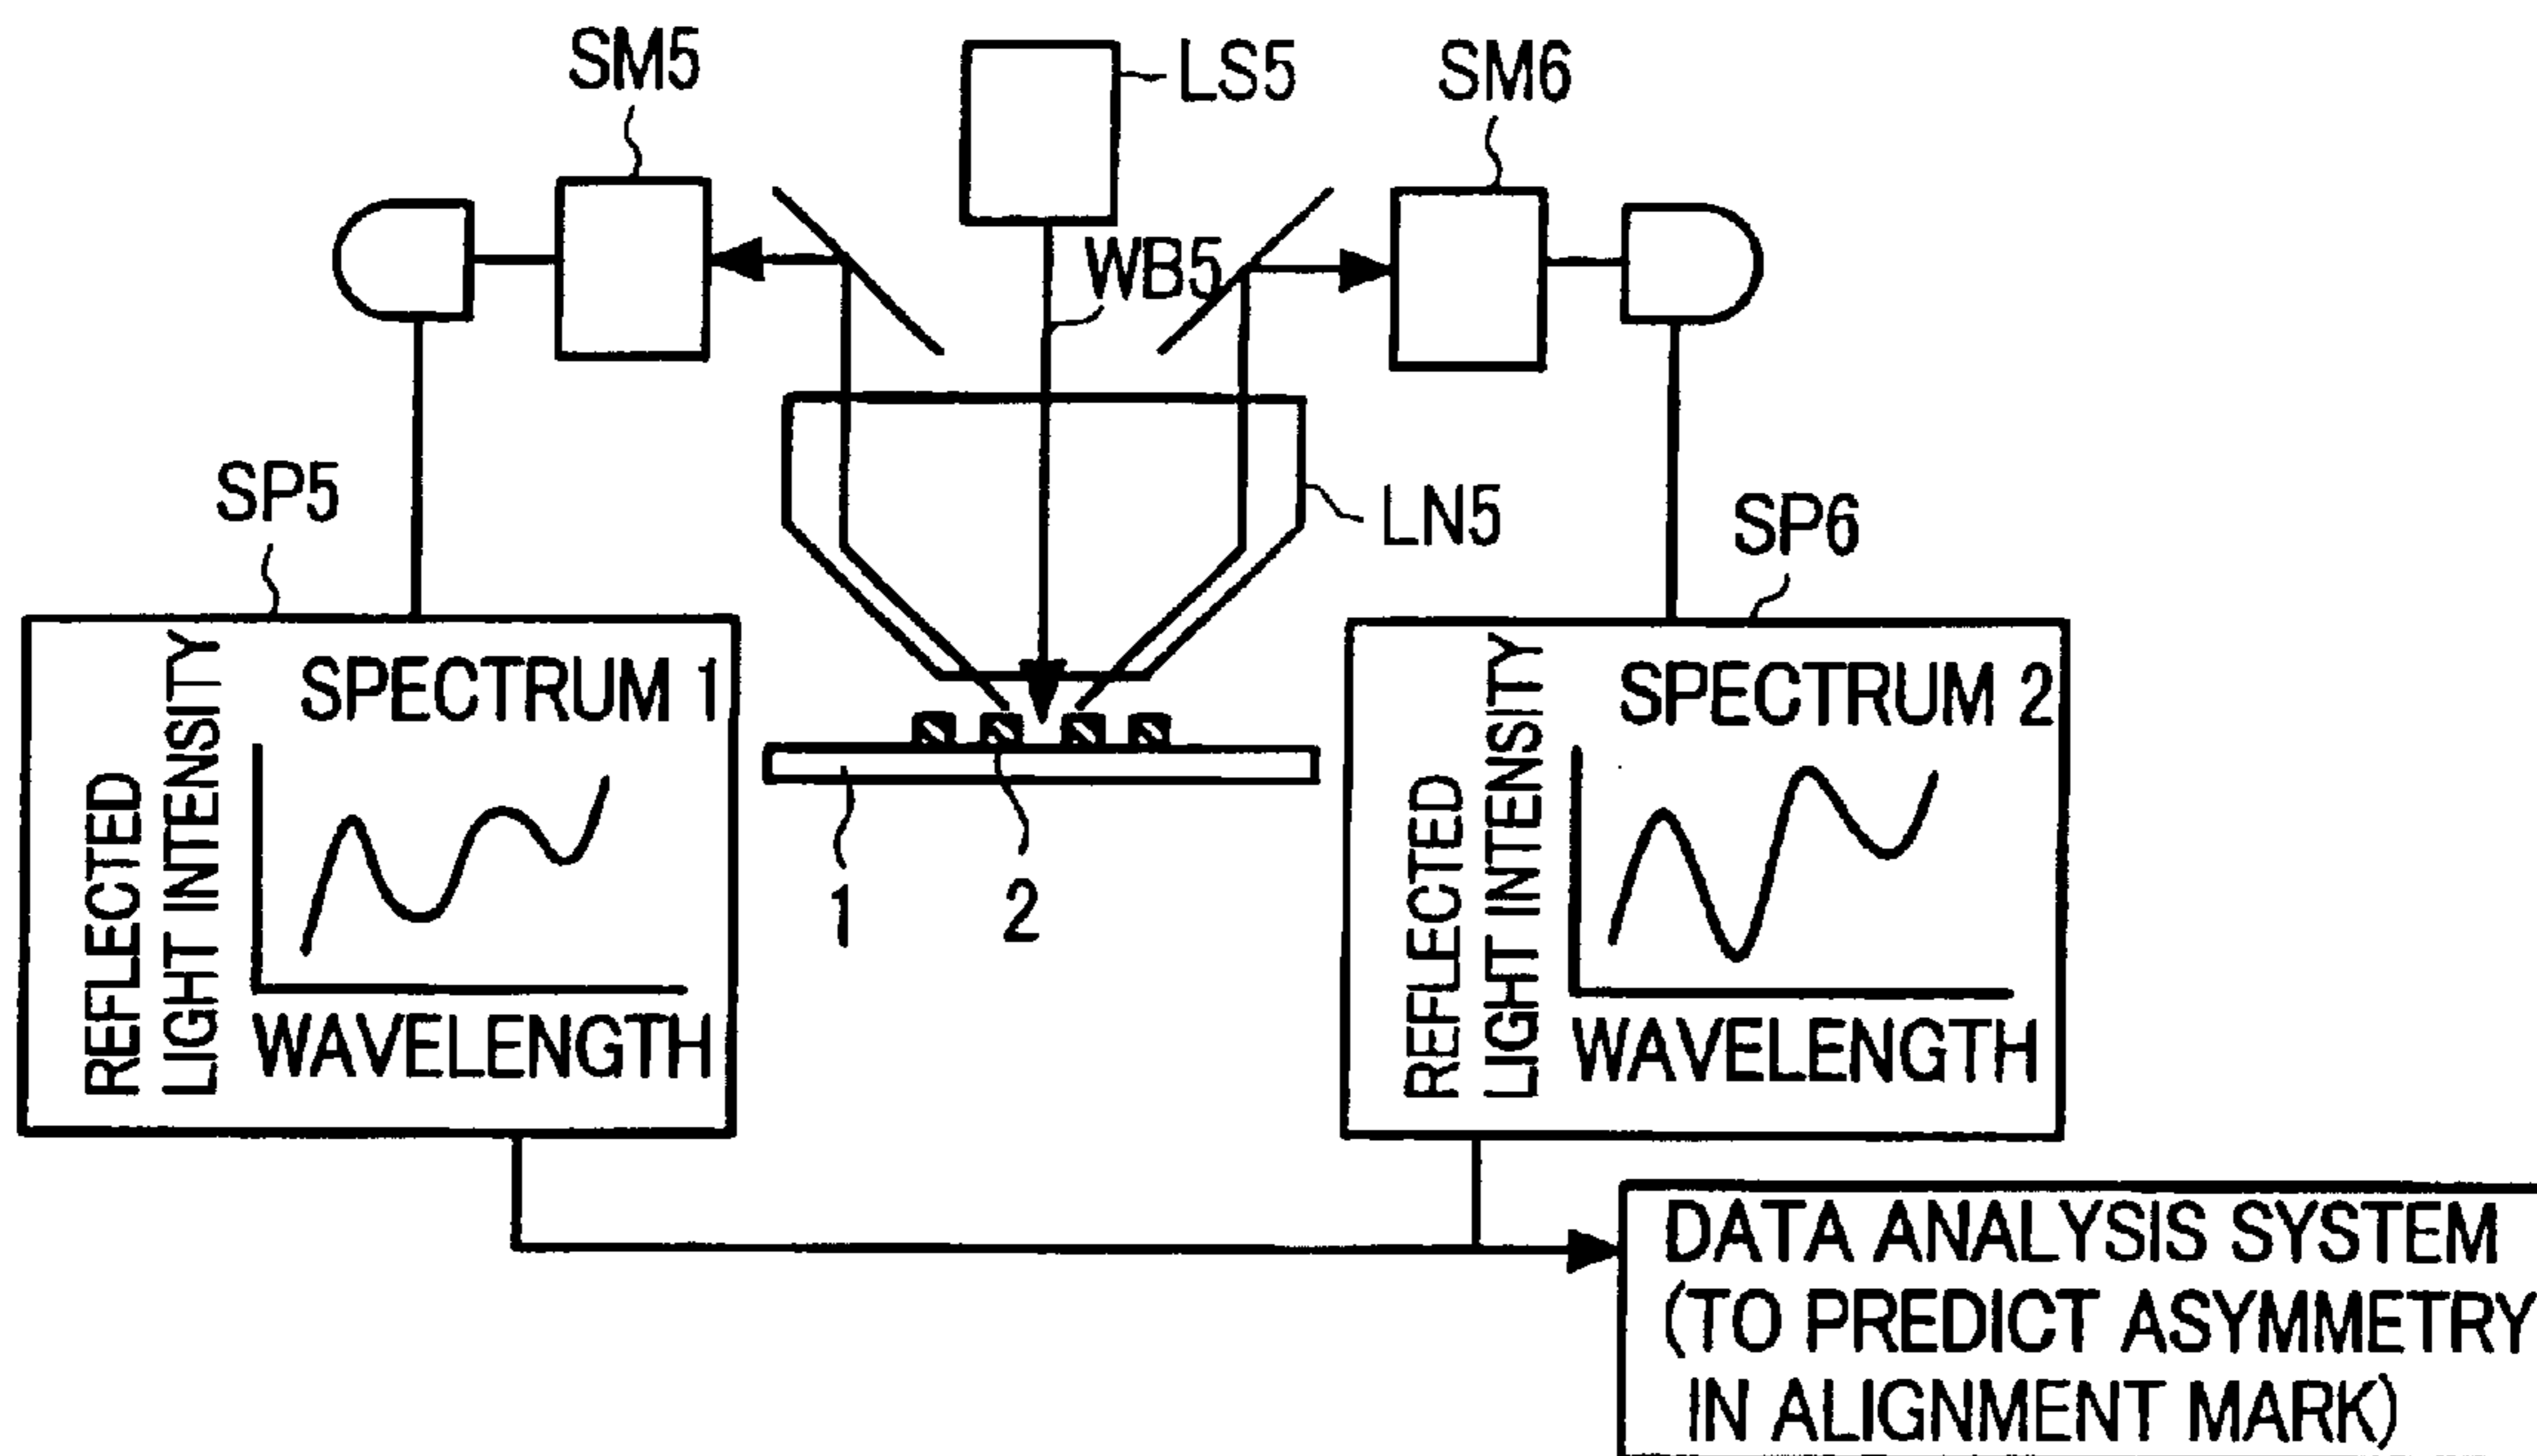 SM5
LS5
SM6
WB5
SP5
LN5
SP6
SPECTRUM 1
REFLECTED
LIGHT INTENSITY
WAVELENGTH
1
2
SPECTRUM 2
REFLECTED
LIGHT INTENSITY
WAVELENGTH
DATA ANALYSIS SYSTEM
(TO PREDICT ASYMMETRY
IN ALIGNMENT MARK)